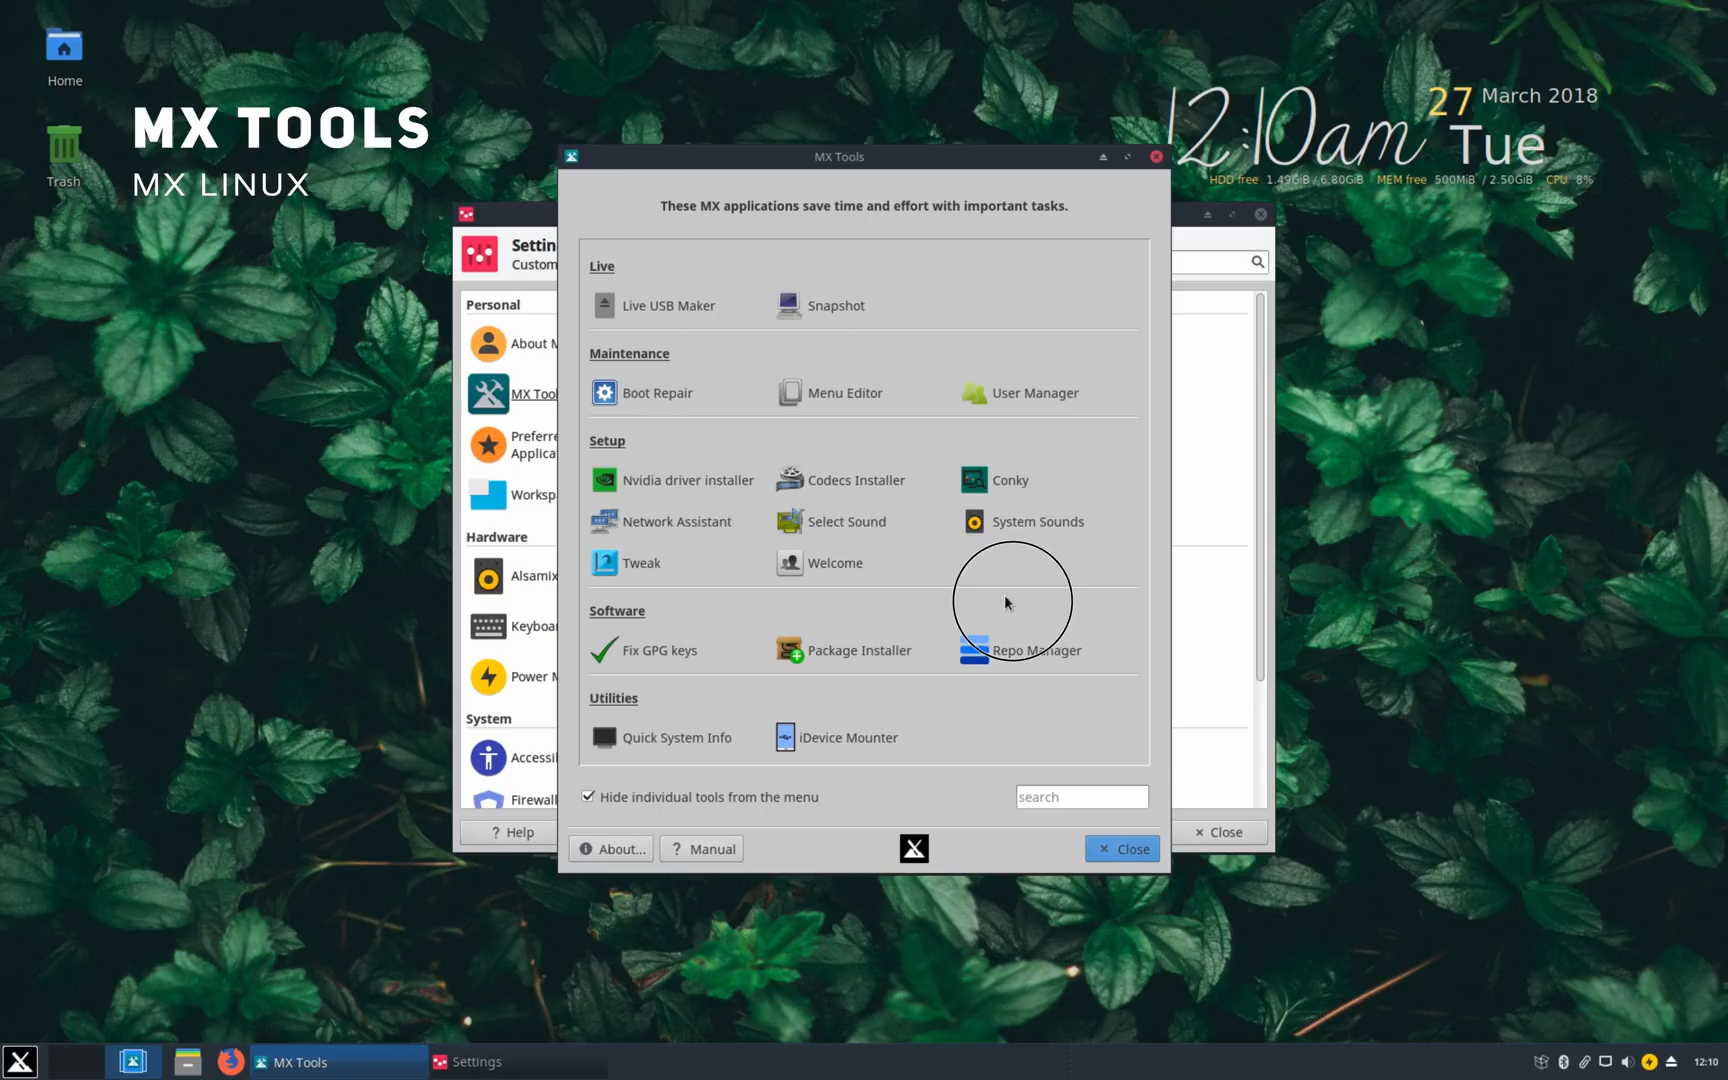 Home
Trash
MX TOOLS
MX LINUX
12:10am
27 March 2018
Tue
HDD free 1.49GiB / 6.80GiB MEM free 500MiB / 2.50GiB CPU 8%
MX Tools
These MX applications save time and effort with important tasks.
Live
Live USB Maker Snapshot
Maintenance
Boot Repair Menu Editor User Manager
Setup
Nvidia driver installer Codecs Installer Conky
Network Assistant Select Sound System Sounds
Tweak Welcome
Software
Fix GPG keys Package Installer Repo Manager
Utilities
Quick System Info iDevice Mounter
Hide individual tools from the menu search
About... ? Manual Close
Settin
Custom
Personal
About M
MX Tool
Preferre
Applicat
Worksp
Hardware
Alsamix
Keyboar
Power M
System
Accessi
Firewall
? Help
Close
MX Tools
Settings
12:10